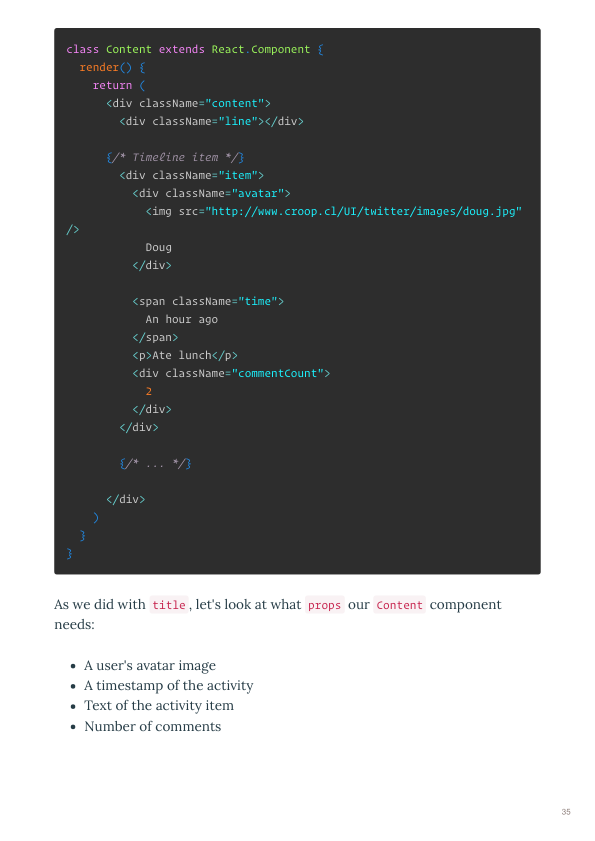 class Content extends React.Component {
render() {
return (
<div className="content">
<div className="line"></div>
{/* Timeline item */}
<div className="item">
<div className="avatar">
<img src="http://www.croop.cl/UI/twitter/images/doug.jpg"
/>
Doug
</div>
<span className="time">
An hour ago
</span>
<p>Ate lunch</p>
<div className="commentCount">
2
</div>
</div>
{/* ... */}
</div>
)
}
}
As we did with title, let's look at what props our Content component
needs:
• A user's avatar image
• A timestamp of the activity
• Text of the activity item
• Number of comments
35